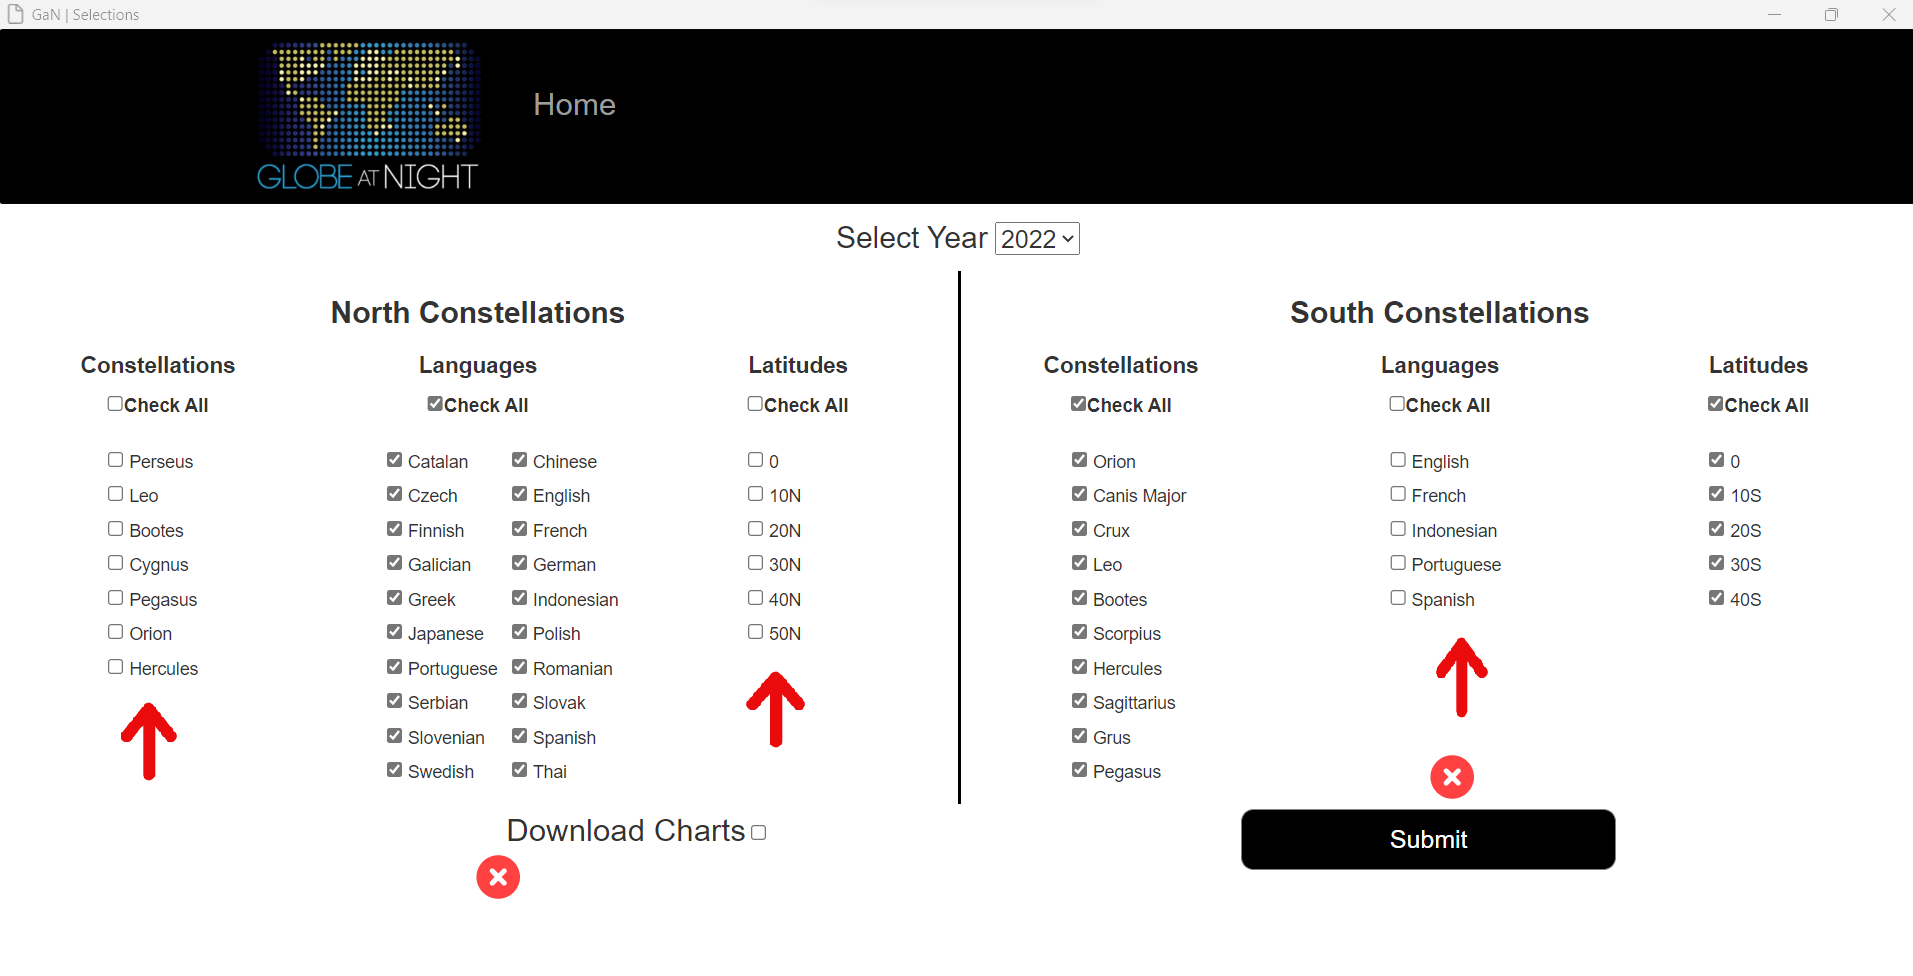 GaN | Selections
Home
GLOBE AT NIGHT
Select Year 2022
North Constellations
Constellations
Check All
Perseus
Leo
Bootes
Cygnus
Pegasus
Orion
Hercules
Languages
Check All
Catalan Chinese
Czech English
Finnish French
Galician German
Greek Indonesian
Japanese Polish
Portuguese Romanian
Serbian Slovak
Slovenian Spanish
Swedish Thai
Latitudes
Check All
0
10N
20N
30N
40N
50N
South Constellations
Constellations
Check All
Orion
Canis Major
Crux
Leo
Bootes
Scorpius
Hercules
Sagittarius
Grus
Pegasus
Languages
Check All
English
French
Indonesian
Portuguese
Spanish
Latitudes
Check All
0
10S
20S
30S
40S
Download Charts
Submit